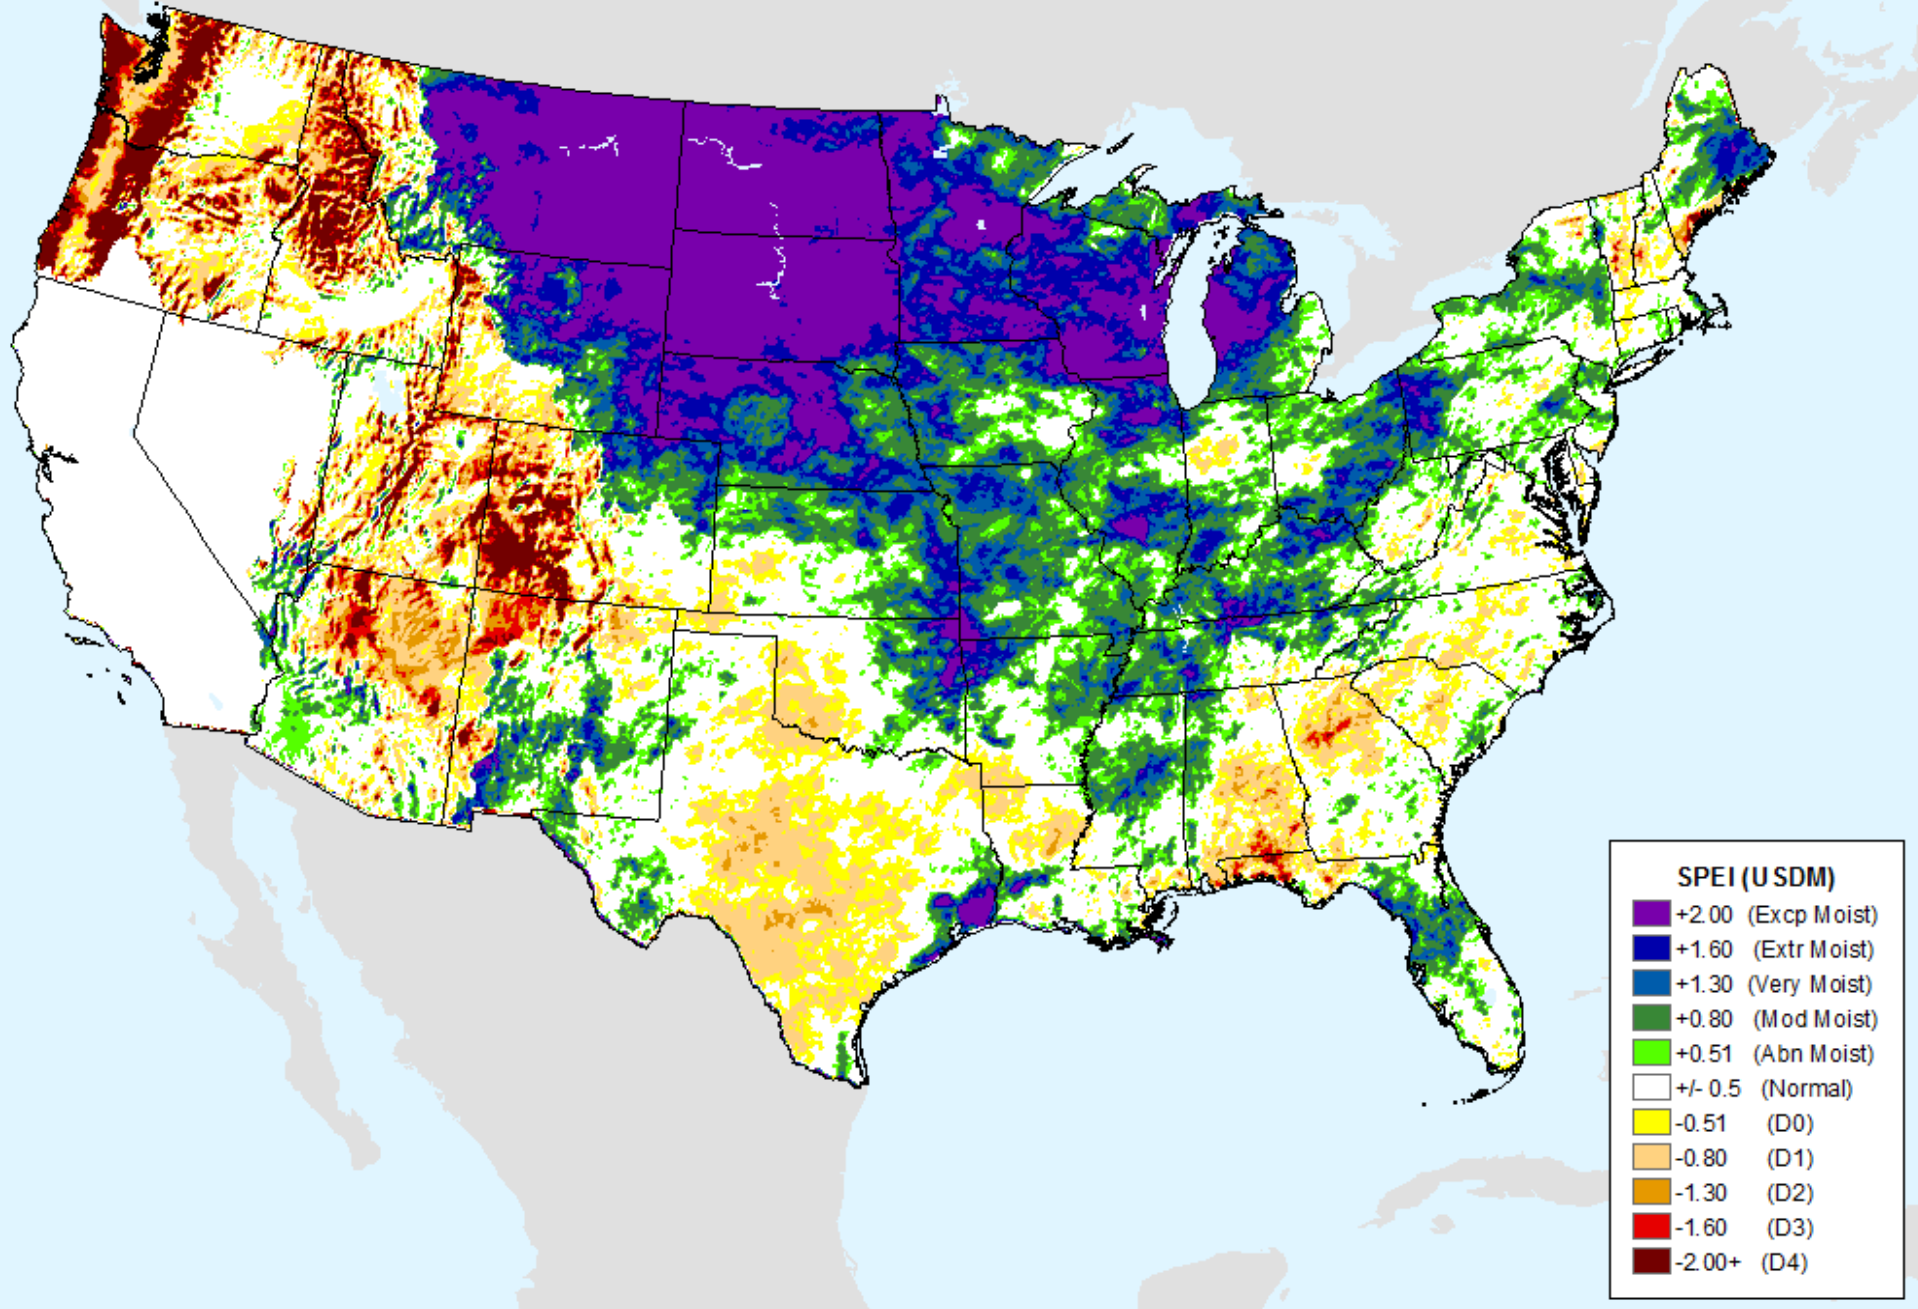 SPEI (USDM)
+2.00 (Excp Moist)
+1.60 (Extr Moist)
+1.30 (Very Moist)
+0.80 (Mod Moist)
+0.51 (Abn Moist)
+/- 0.5 (Normal)
-0.51 (D0)
-0.80 (D1)
-1.30 (D2)
-1.60 (D3)
-2.00+ (D4)